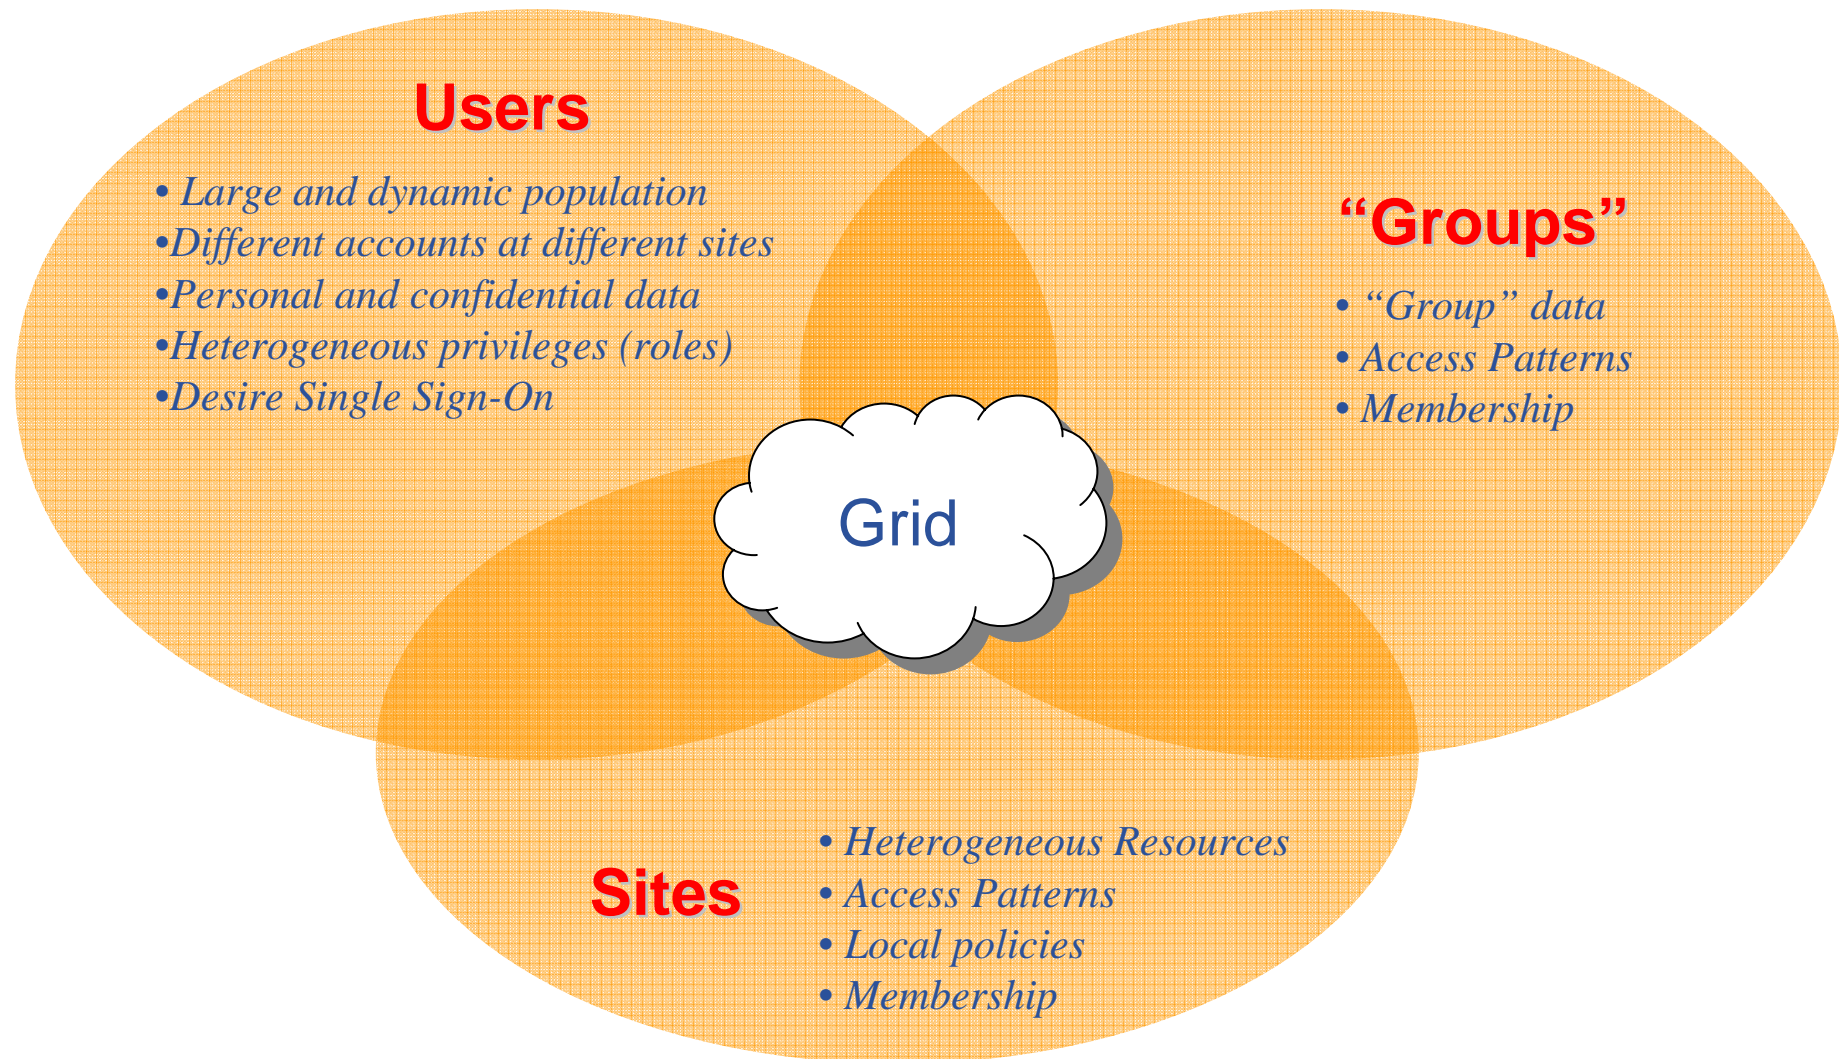 Users
• Large and dynamic population
•Different accounts at different sites
•Personal and confidential data
•Heterogeneous privileges (roles)
•Desire Single Sign-On
“Groups”
• “Group” data
• Access Patterns
• Membership
Grid
Sites
• Heterogeneous Resources
• Access Patterns
• Local policies
• Membership